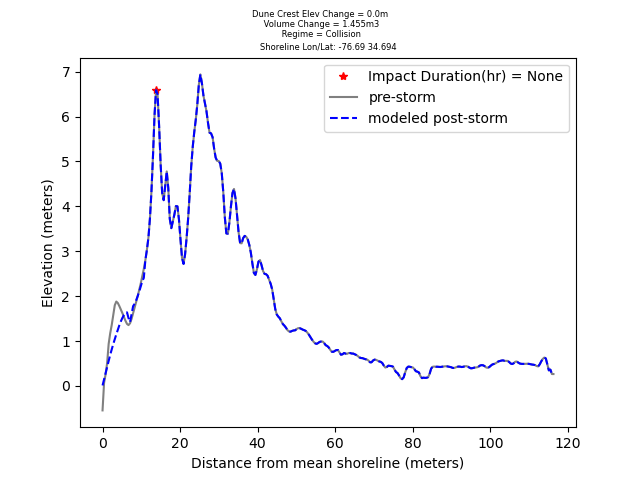 Dune Crest Elev Change = 0.0m
Volume Change = 1.455m3
Regime = Collision
Shoreline Lon/Lat: -76.69 34.694
Impact Duration(hr) = None
pre-storm
modeled post-storm
7
6
5
4
3
2
1
0
Elevation (meters)
0 20 40 60 80 100 120
Distance from mean shoreline (meters)